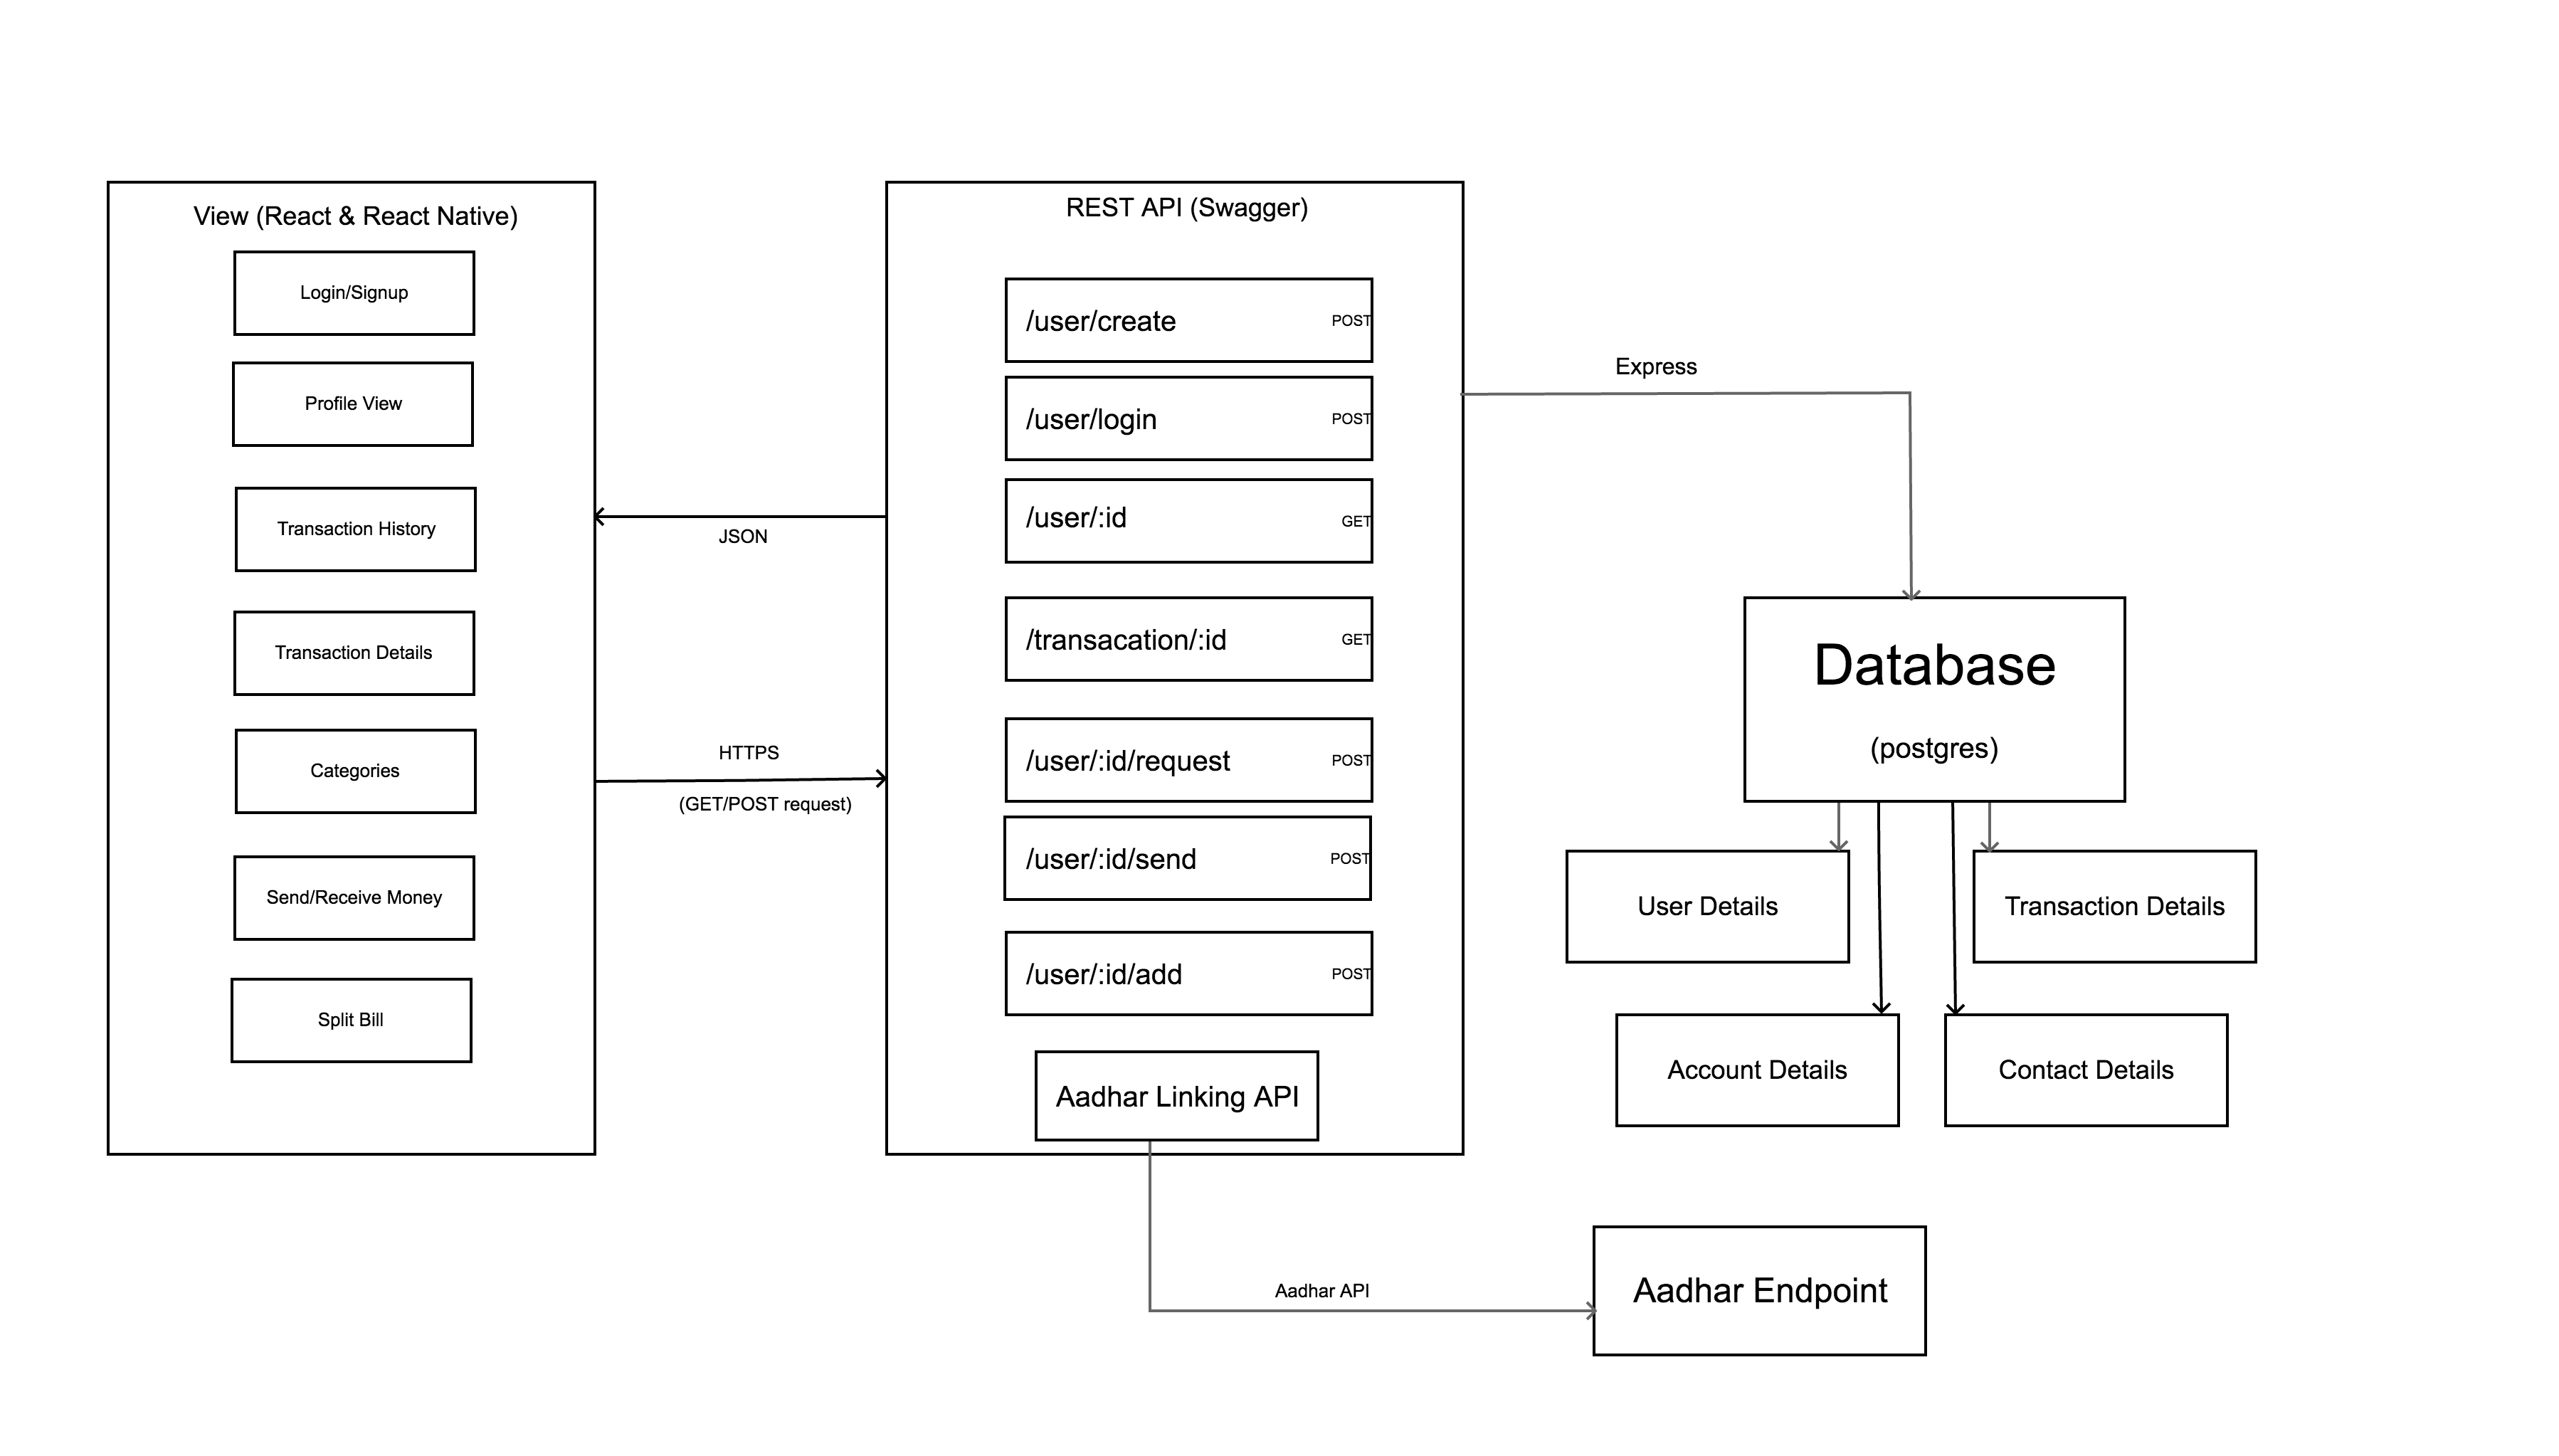 View (React & React Native)
Login/Signup
Profile View
Transaction History
Transaction Details
Categories
Send/Receive Money
Split Bill
JSON
HTTPS
(GET/POST request)
REST API (Swagger)
/user/create POST
/user/login POST
/user/:id GET
/transacation/:id GET
/user/:id/request POST
/user/:id/send POST
/user/:id/add POST
Aadhar Linking API
Express
Database
(postgres)
User Details
Transaction Details
Account Details
Contact Details
Aadhar API
Aadhar Endpoint